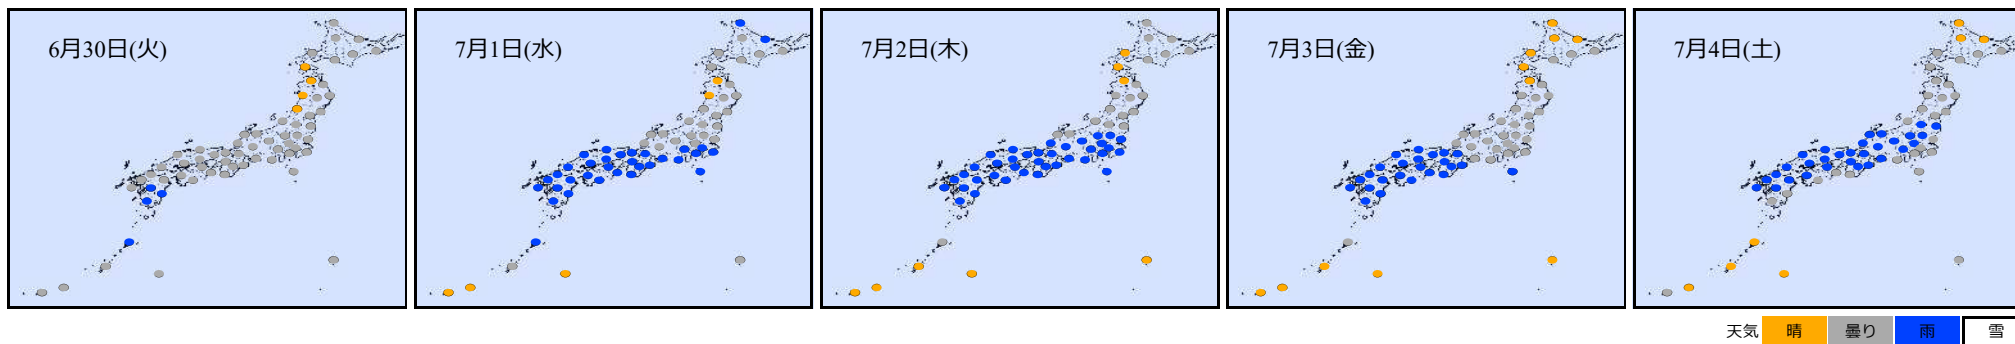 6月30日(火)
7月1日(水)
7月2日(木)
7月3日(金)
7月4日(土)
天気 晴 曇り 雨 雪